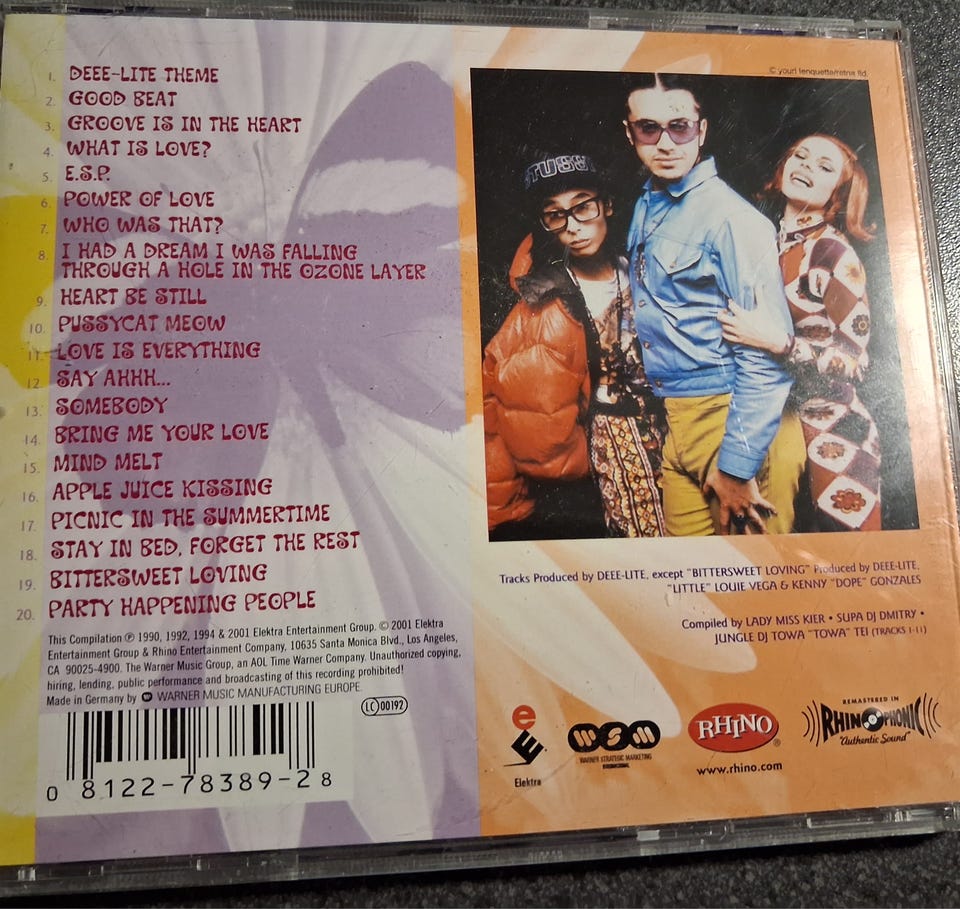 1. DEEE-LITE THEME
2. GOOD BEAT
3. GROOVE IS IN THE HEART
4. WHAT IS LOVE?
5. E.S.P.
6. POWER OF LOVE
7. WHO WAS THAT?
8. I HAD A DREAM I WAS FALLING
THROUGH A HOLE IN THE OZONE LAYER
9. HEART BE STILL
10. PUSSYCAT MEOW
11. LOVE IS EVERYTHING
12. SAY AHHH...
13. SOMEBODY
14. BRING ME YOUR LOVE
15. MIND MELT
16. APPLE JUICE KISSING
17. PICNIC IN THE SUMMERTIME
18. STAY IN BED, FORGET THE REST
19. BITTERSWEET LOVING
20. PARTY HAPPENING PEOPLE
This Compilation ℗ 1990, 1992, 1994 & 2001 Elektra Entertainment Group. © 2001 Elektra
Entertainment Group & Rhino Entertainment Company, 10635 Santa Monica Blvd., Los Angeles,
CA 90025-4900. The Warner Music Group, an AOL Time Warner Company. Unauthorized copying,
hiring, lending, public performance and broadcasting of this recording prohibited!
Made in Germany by WARNER MUSIC MANUFACTURING EUROPE.
LC 00192
0 8122-78389-2 8
© youri lenquette/retna ltd.
STUSSY
Tracks Produced by DEEE-LITE, except "BITTERSWEET LOVING" Produced by DEEE-LITE,
"LITTLE" LOUIE VEGA & KENNY "DOPE" GONZALES
Compiled by LADY MISS KIER • SUPA DJ DMITRY •
JUNGLE DJ TOWA "TOWA" TEI (TRACKS 1-11)
e
Elektra
WSM
WARNER STRATEGIC MARKETING
INTERNATIONAL
RHINO®
www.rhino.com
REMASTERED IN
RHINOPHONIC
"Authentic Sound"